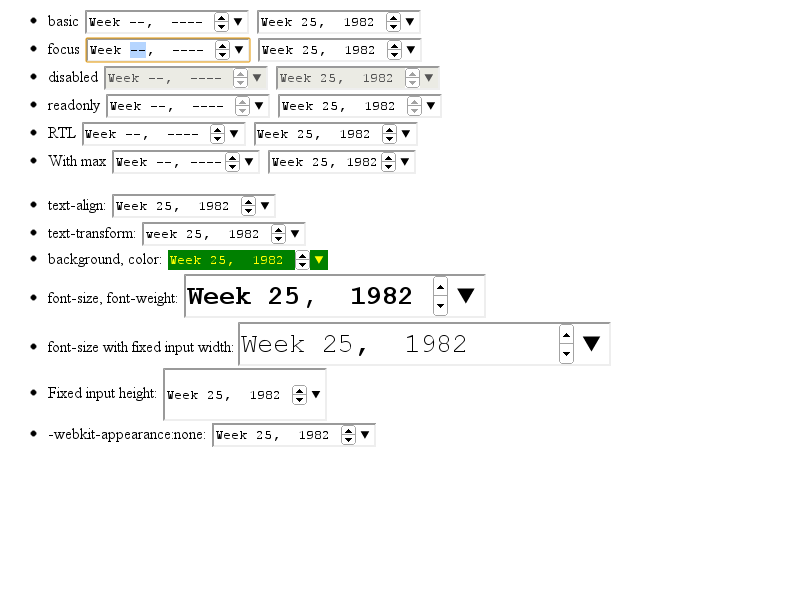 basic Week --, ---- Week 25, 1982
focus Week --, ---- Week 25, 1982
disabled Week --, ---- Week 25, 1982
readonly Week --, ---- Week 25, 1982
RTL Week --, ---- Week 25, 1982
With max Week --, ---- Week 25, 1982
text-align: Week 25, 1982
text-transform: week 25, 1982
background, color: Week 25, 1982
font-size, font-weight: Week 25, 1982
font-size with fixed input width: Week 25, 1982
Fixed input height: Week 25, 1982
-webkit-appearance:none: Week 25, 1982